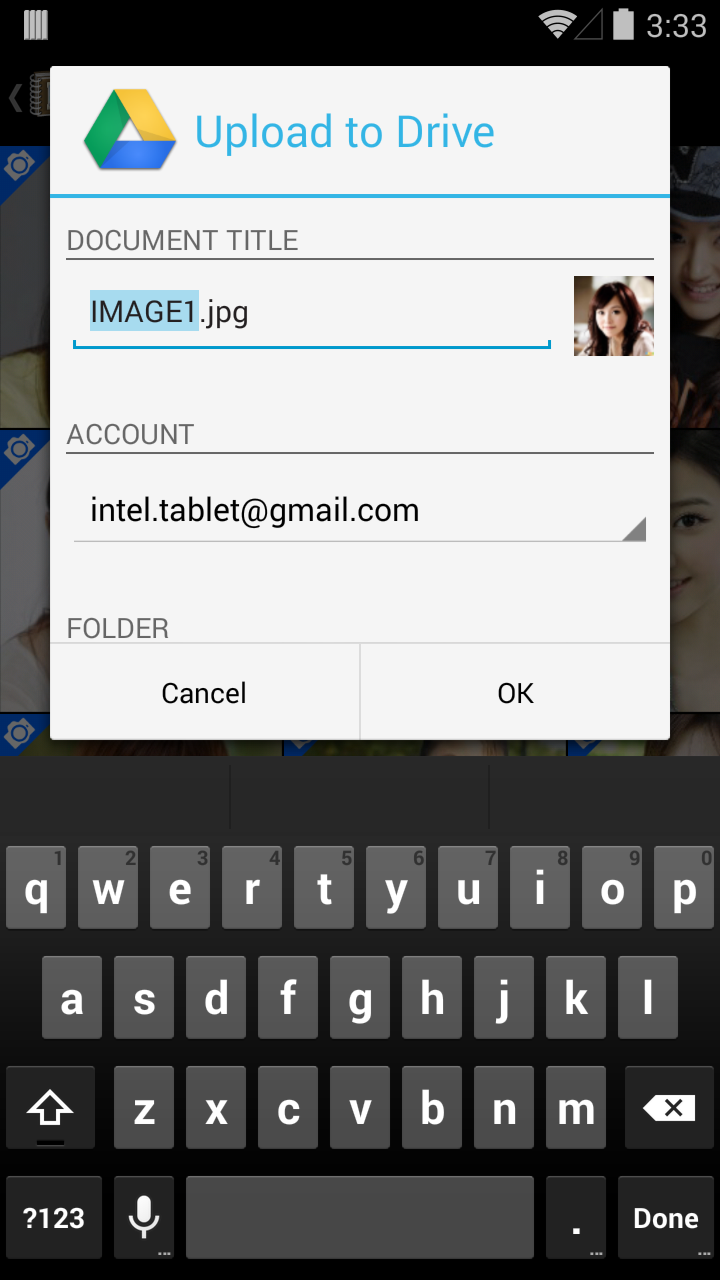 3:33
Upload to Drive
DOCUMENT TITLE
IMAGE1.jpg
ACCOUNT
intel.tablet@gmail.com
FOLDER
Cancel OK
1 2 3 4 5 6 7 8 9 0
q w e r t y u i o p
a s d f g h j k l
z x c v b n m
?123 . Done